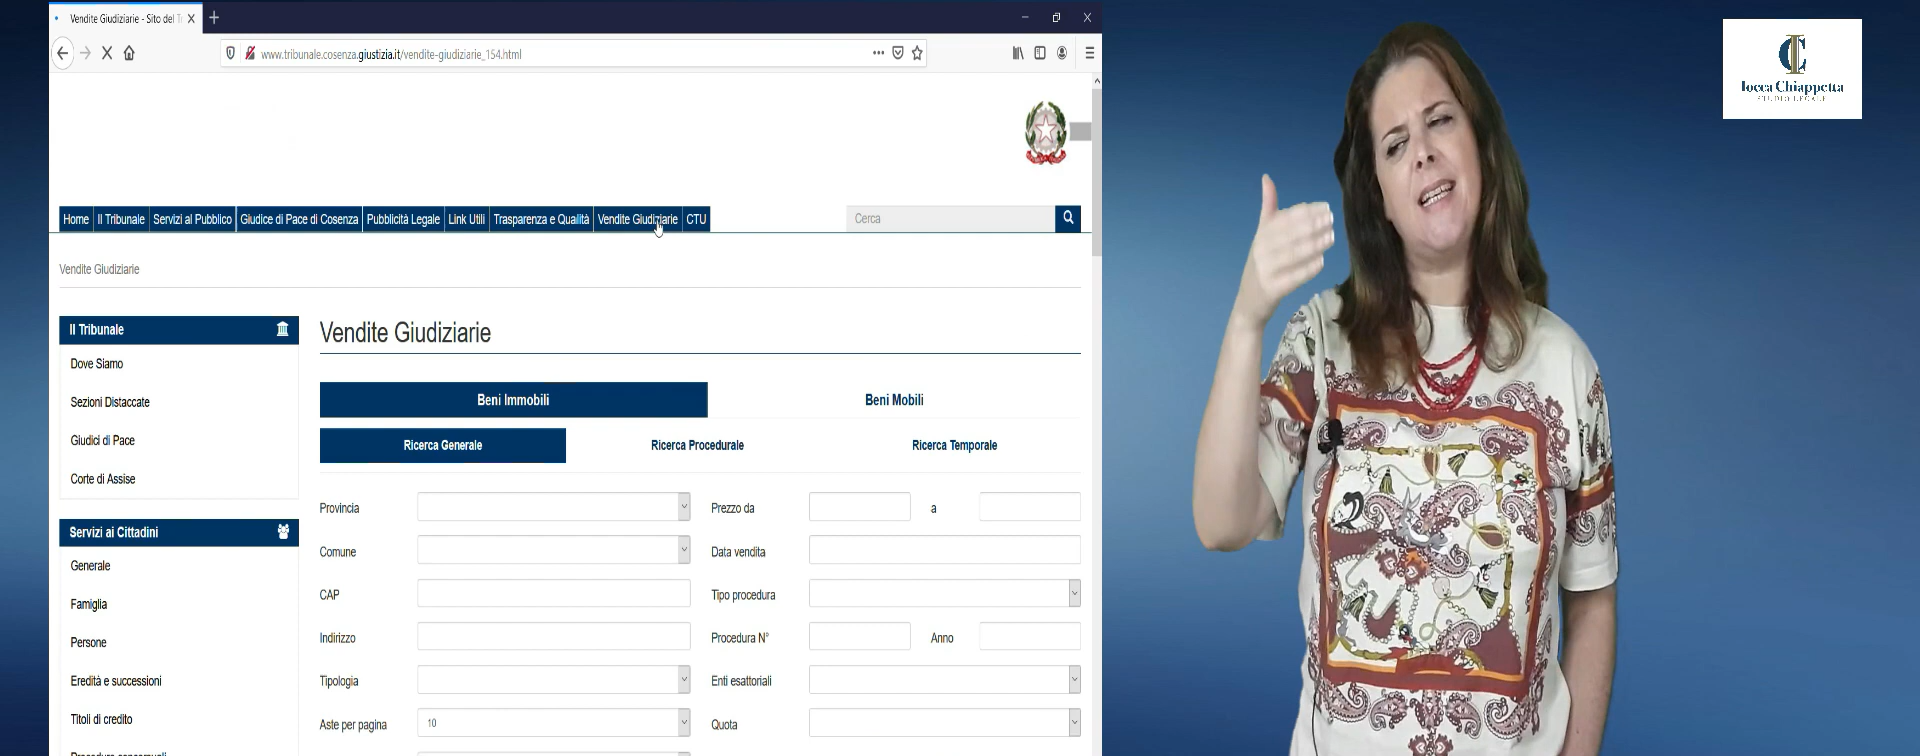 Vendite Giudiziarie - Sito del T
www.tribunale.cosenza.giustizia.it/vendite-giudiziarie_154.html
Iocca Chiappetta
STUDIO LEGALE
Home Il Tribunale Servizi al Pubblico Giudice di Pace di Cosenza Pubblicità Legale Link Utili Trasparenza e Qualità Vendite Giudiziarie CTU
Cerca
Vendite Giudiziarie
Il Tribunale
Dove Siamo
Sezioni Distaccate
Giudici di Pace
Corte di Assise
Servizi ai Cittadini
Generale
Famiglia
Persone
Eredità e successioni
Titoli di credito
Vendite Giudiziarie
Beni Immobili Beni Mobili
Ricerca Generale Ricerca Procedurale Ricerca Temporale
Provincia Prezzo da a
Comune Data vendita
CAP Tipo procedura
Indirizzo Procedura N° Anno
Tipologia Enti esattoriali
Aste per pagina 10 Quota